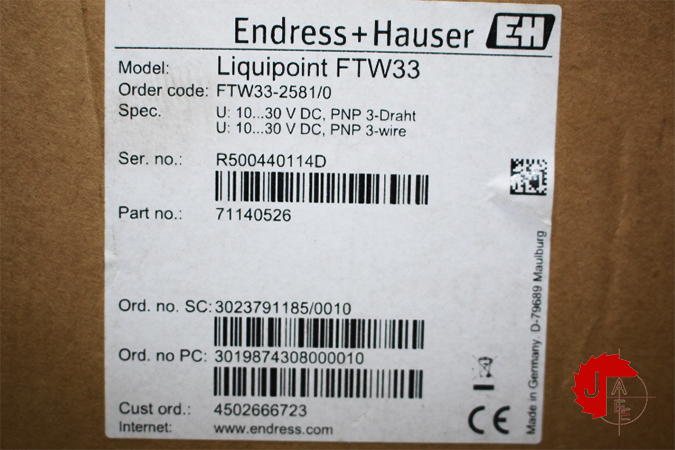 Endress+Hauser EH
Model: Liquipoint FTW33
Order code: FTW33-2581/0
Spec. U: 10...30 V DC, PNP 3-Draht
U: 10...30 V DC, PNP 3-wire
Ser. no.: R500440114D
Part no.: 71140526
Ord. no. SC: 3023791185/0010
Ord. no PC: 3019874308000010
Cust ord.: 4502666723
Internet: www.endress.com
CE
Made in Germany. D-79689 Maulburg